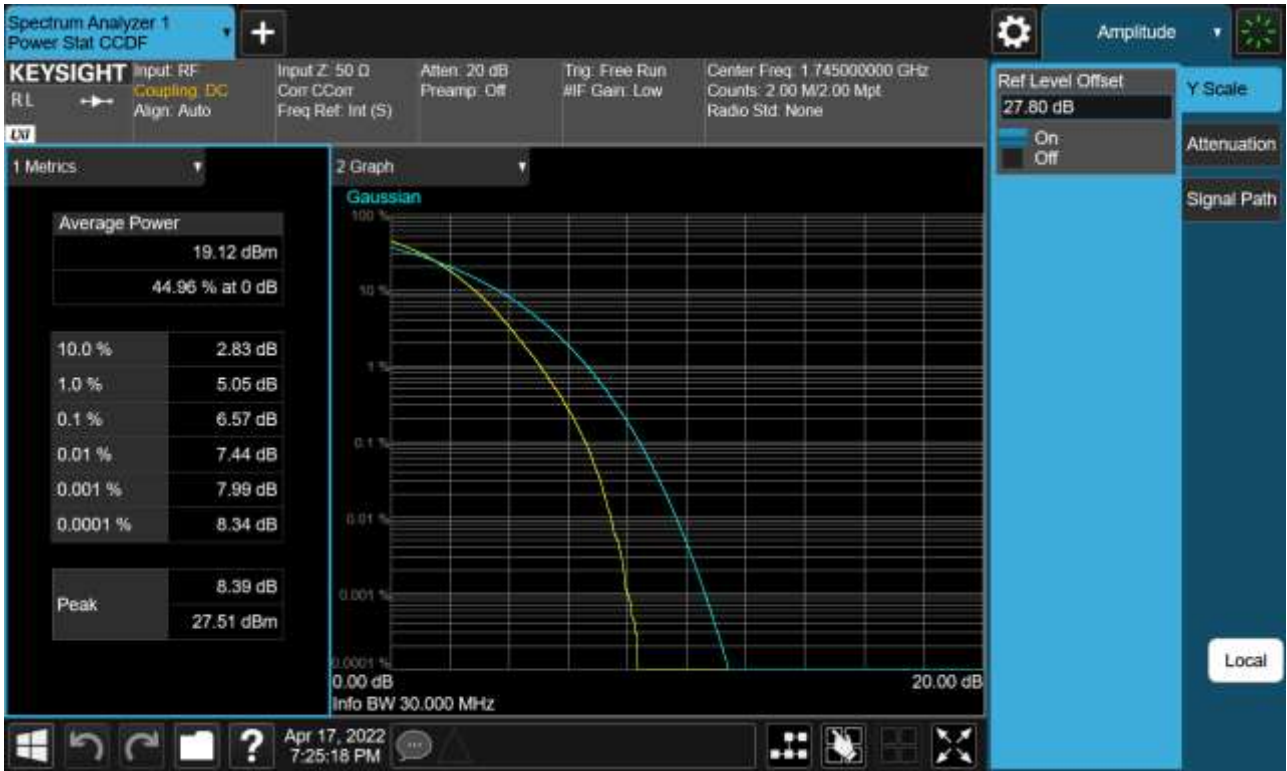 Spectrum Analyzer 1
Power Stat CCDF
+
Amplitude
KEYSIGHT
RL
LXI
Input: RF
Coupling: DC
Align: Auto
Input Z: 50 Ω
Corr CCorr
Freq Ref: Int (S)
Atten: 20 dB
Preamp: Off
Trig: Free Run
#IF Gain: Low
Center Freq: 1.745000000 GHz
Counts: 2.00 M/2.00 Mpt
Radio Std: None
Ref Level Offset
27.80 dB
On
Off
Y Scale
Attenuation
Signal Path
Local
1 Metrics
Average Power
19.12 dBm
44.96 % at 0 dB
10.0 % 2.83 dB
1.0 % 5.05 dB
0.1 % 6.57 dB
0.01 % 7.44 dB
0.001 % 7.99 dB
0.0001 % 8.34 dB
Peak
8.39 dB
27.51 dBm
2 Graph
Gaussian
100 %
10 %
1 %
0.1 %
0.01 %
0.001 %
0.0001 %
0.00 dB 20.00 dB
Info BW 30.000 MHz
?
Apr 17, 2022
7:25:18 PM